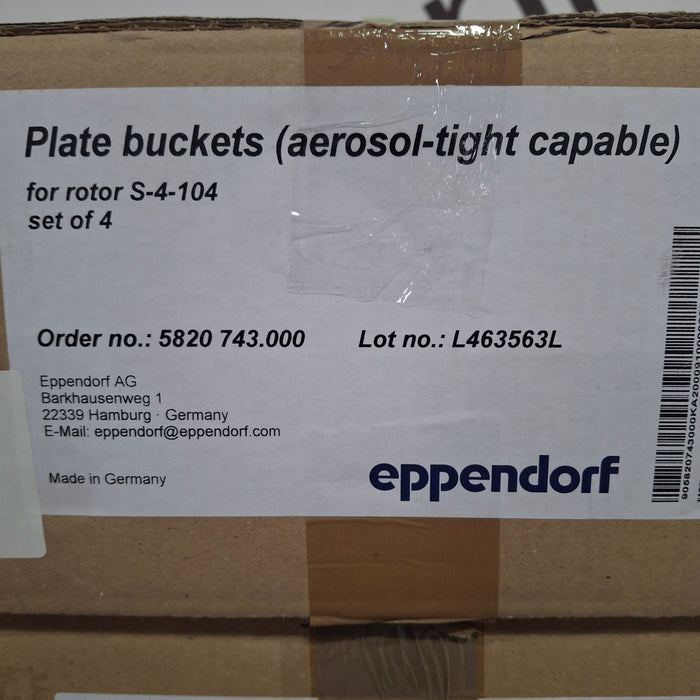 Plate buckets (aerosol-tight capable)
for rotor S-4-104
set of 4
Order no.: 5820 743.000 Lot no.: L463563L
Eppendorf AG
Barkhausenweg 1
22339 Hamburg · Germany
E-Mail: eppendorf@eppendorf.com
Made in Germany
eppendorf